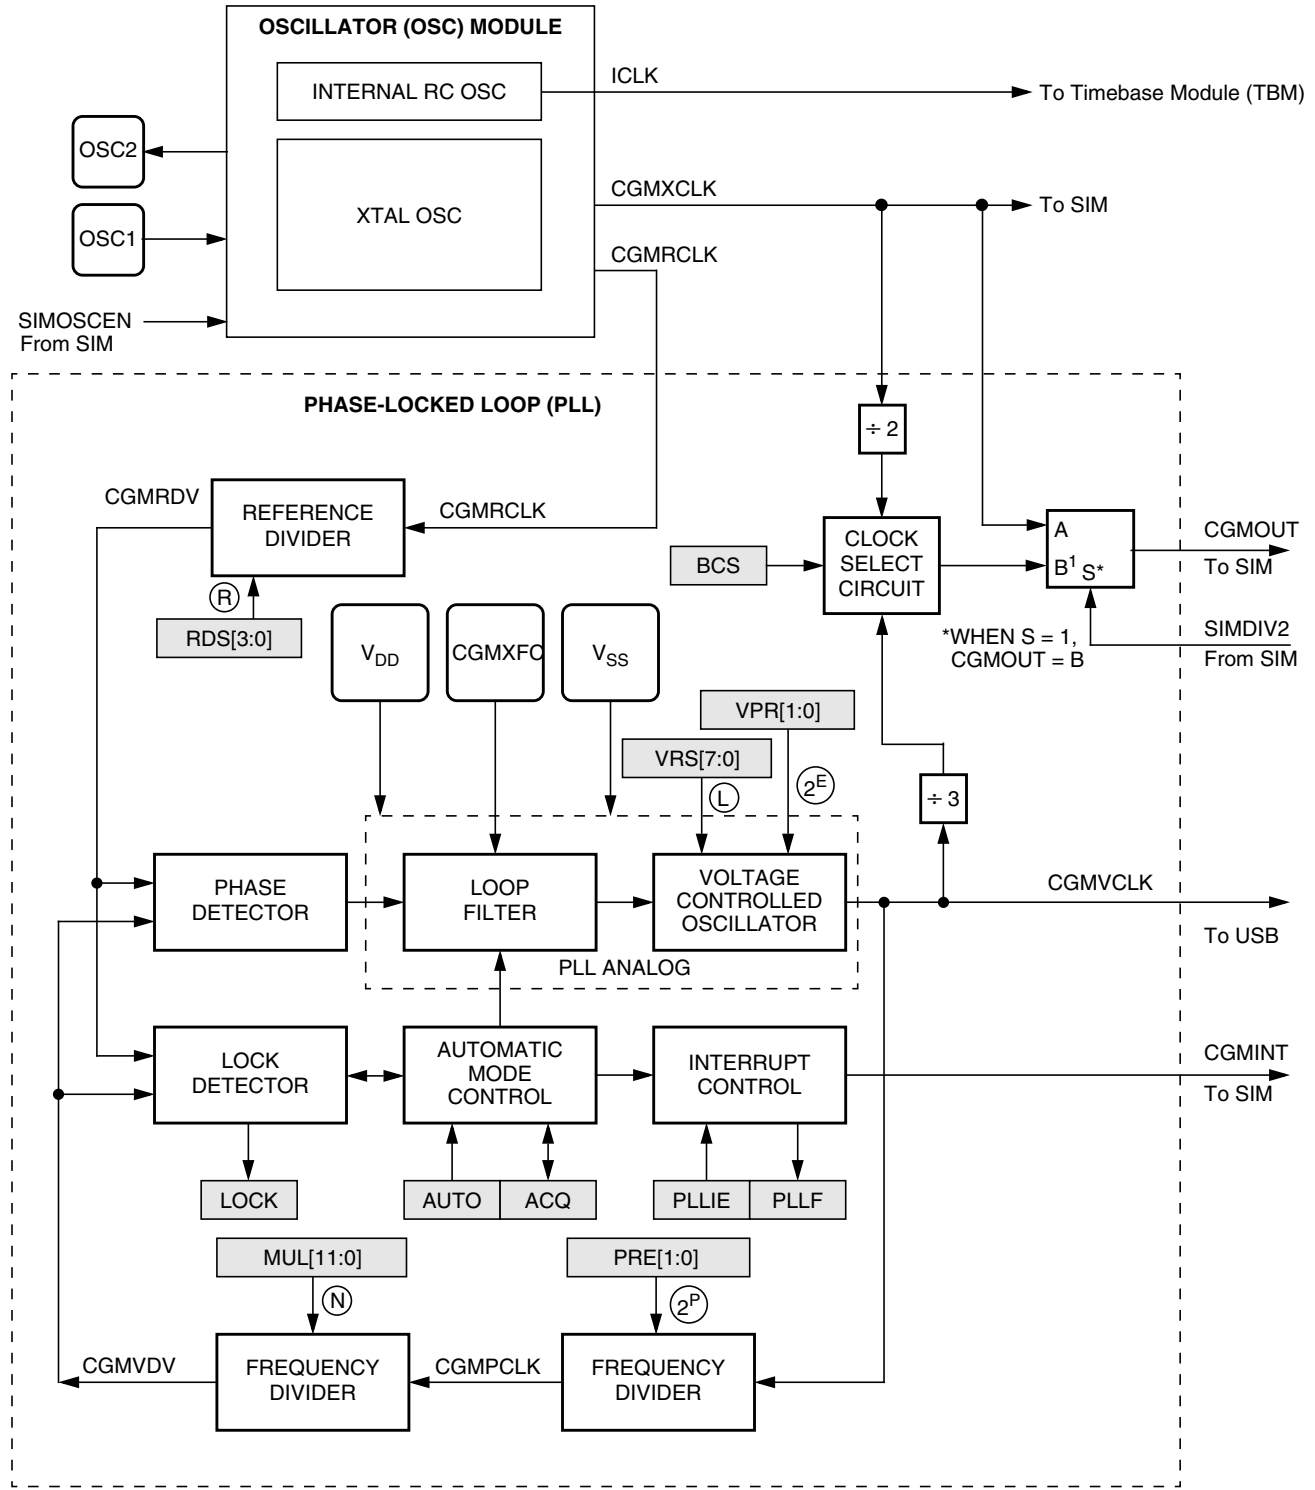 OSCILLATOR (OSC) MODULE
INTERNAL RC OSC
ICLK
To Timebase Module (TBM)
OSC2
XTAL OSC
CGMXCLK
To SIM
OSC1
CGMRCLK
SIMOSCEN
From SIM
PHASE-LOCKED LOOP (PLL)
÷ 2
CGMRDV
REFERENCE
DIVIDER
CGMRCLK
BCS
CLOCK
SELECT
CIRCUIT
A
B1 S*
CGMOUT
To SIM
R
RDS[3:0]
*WHEN S = 1,
CGMOUT = B
SIMDIV2
From SIM
VDD
CGMXFC
VSS
VPR[1:0]
VRS[7:0]
L
2E
÷ 3
PHASE
DETECTOR
LOOP
FILTER
VOLTAGE
CONTROLLED
OSCILLATOR
CGMVCLK
To USB
PLL ANALOG
LOCK
DETECTOR
AUTOMATIC
MODE
CONTROL
INTERRUPT
CONTROL
CGMINT
To SIM
LOCK
AUTO
ACQ
PLLIE
PLLF
MUL[11:0]
PRE[1:0]
N
2P
CGMVDV
FREQUENCY
DIVIDER
CGMPCLK
FREQUENCY
DIVIDER